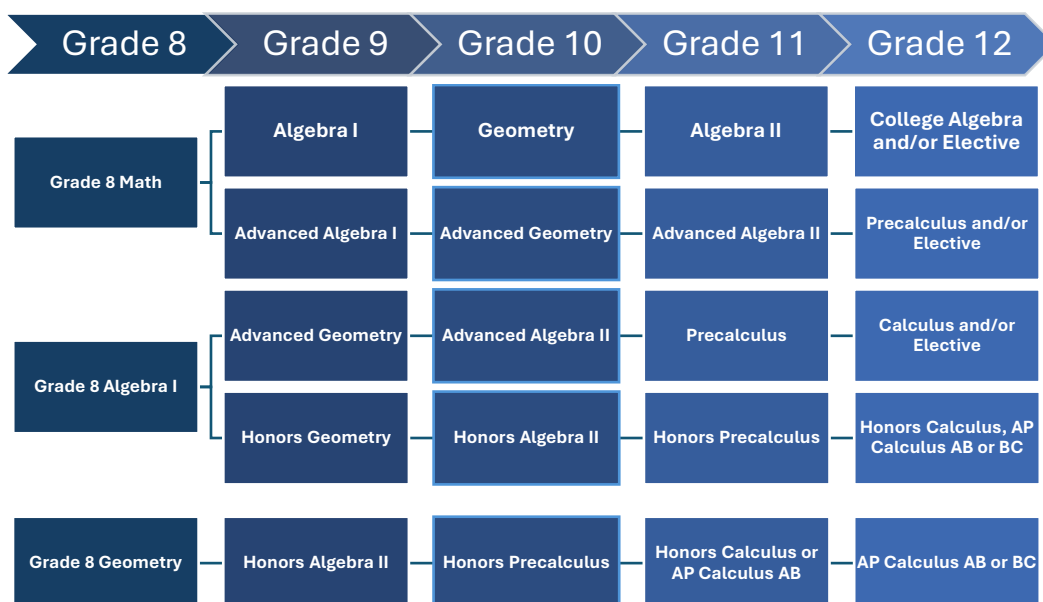 Grade 8
Grade 9
Grade 10
Grade 11
Grade 12
Grade 8 Math
Algebra I
Geometry
Algebra II
College Algebra
and/or Elective
Advanced Algebra I
Advanced Geometry
Advanced Algebra II
Precalculus and/or
Elective
Grade 8 Algebra I
Advanced Geometry
Advanced Algebra II
Precalculus
Calculus and/or
Elective
Honors Geometry
Honors Algebra II
Honors Precalculus
Honors Calculus, AP
Calculus AB or BC
Grade 8 Geometry
Honors Algebra II
Honors Precalculus
Honors Calculus or
AP Calculus AB
AP Calculus AB or BC